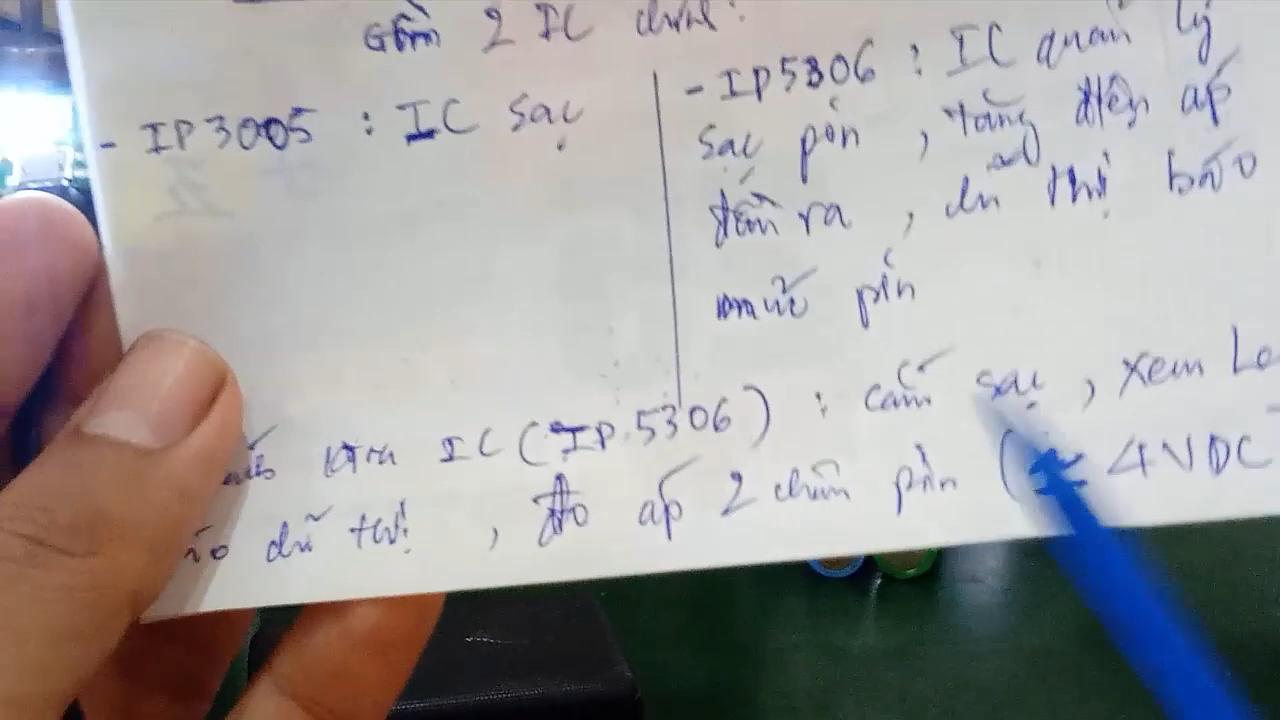 Gồm 2 IC chính:
- IP3005 : IC sạc
- IP5306 : IC quản lý
sạc pin, tăng điện áp
đầu ra, hiển thị báo
mức pin
IC (IP5306) : cắm sạc, xem
thị, đo áp 2 chân pin ( 4VDC